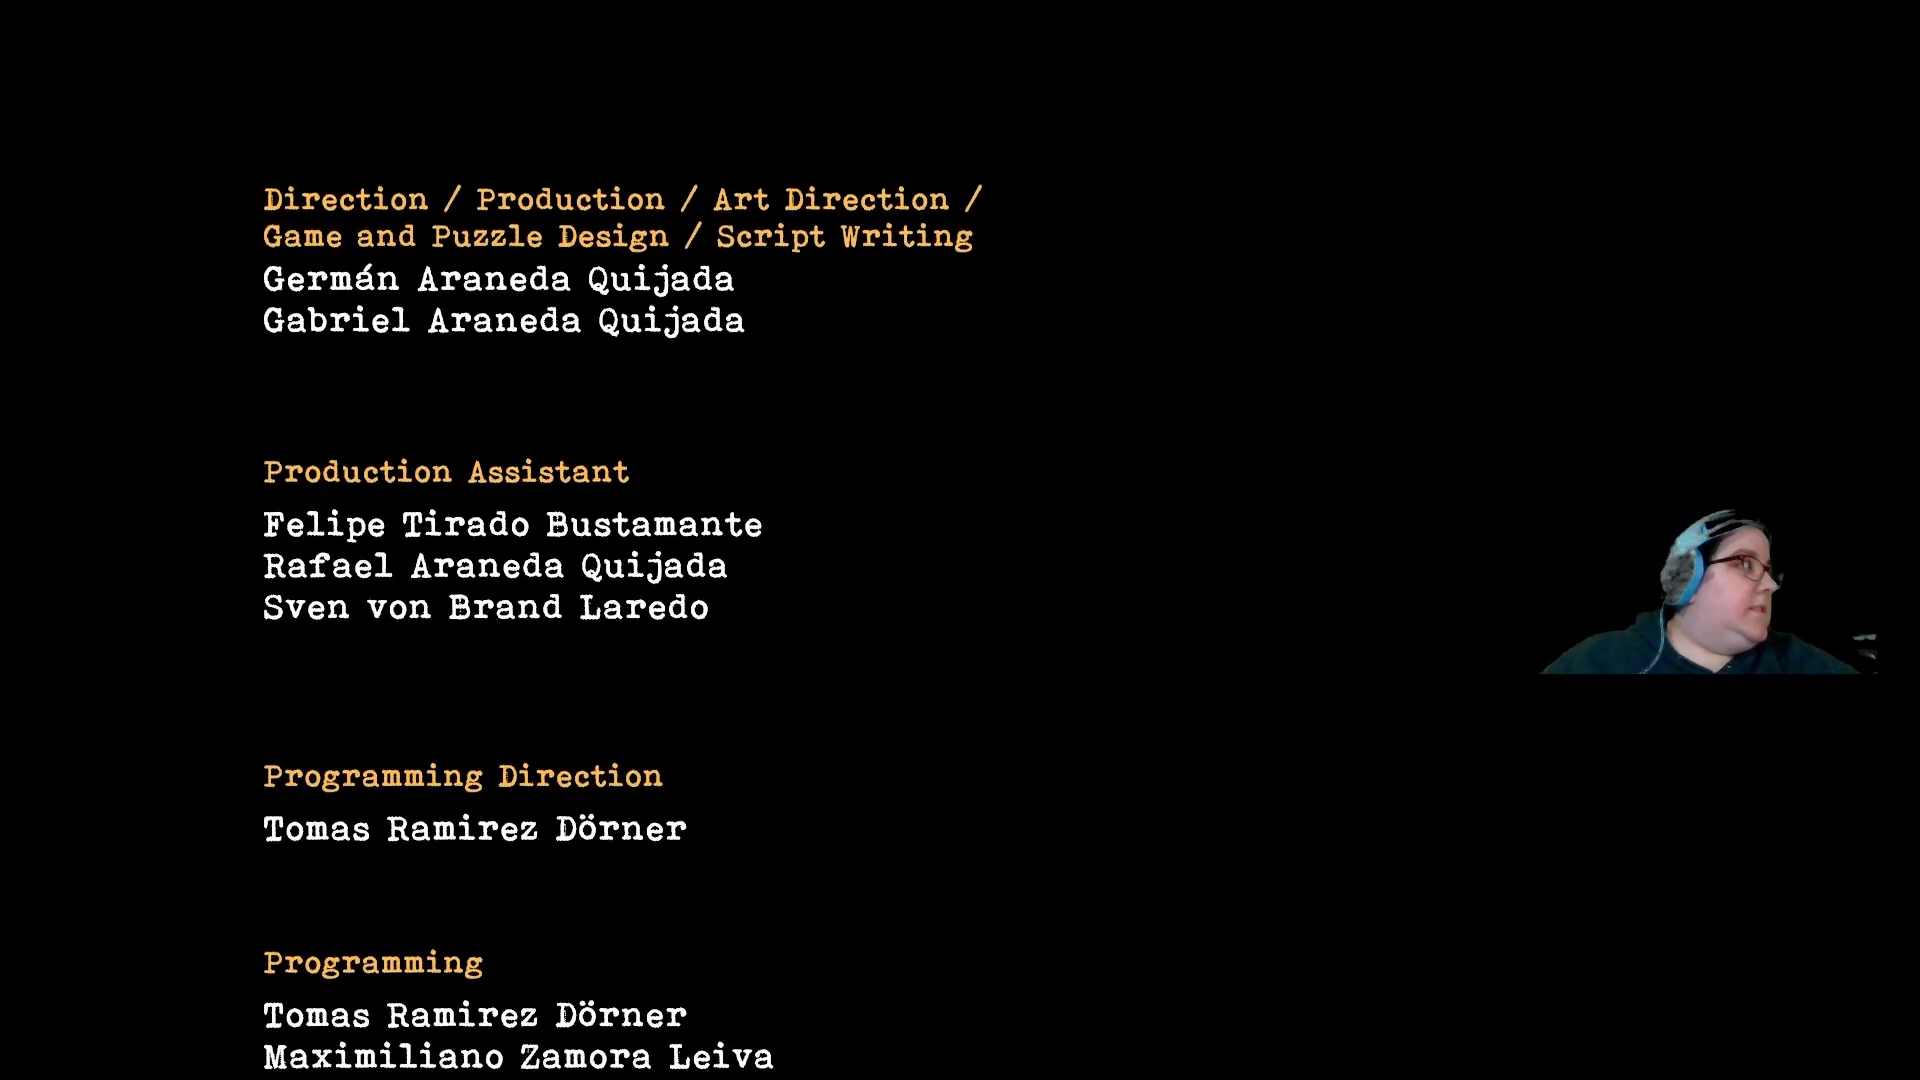 Direction / Production / Art Direction /
Game and Puzzle Design / Script Writing
Germán Araneda Quijada
Gabriel Araneda Quijada
Production Assistant
Felipe Tirado Bustamante
Rafael Araneda Quijada
Sven von Brand Laredo
Programming Direction
Tomas Ramirez Dörner
Programming
Tomas Ramirez Dörner
Maximiliano Zamora Leiva